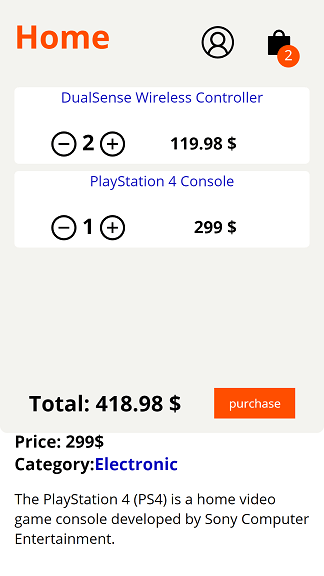 Home
2
DualSense Wireless Controller
2 119.98 $
PlayStation 4 Console
1 299 $
Total: 418.98 $ purchase
Price: 299$
Category:Electronic
The PlayStation 4 (PS4) is a home video
game console developed by Sony Computer
Entertainment.